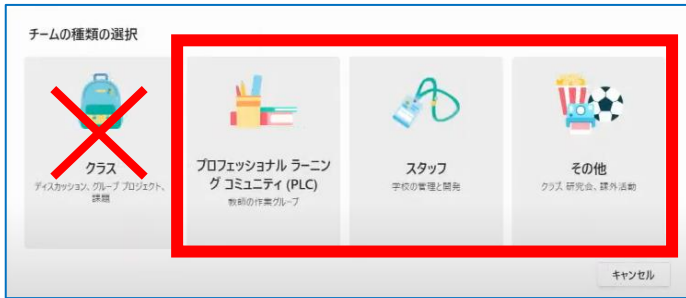 チームの種類の選択
クラス
ディスカッション、グループ プロジェクト、
課題
プロフェッショナル ラーニン
グ コミュニティ (PLC)
教師の作業グループ
スタッフ
学校の管理と開発
その他
クラブ, 研究会、課外活動
キャンセル